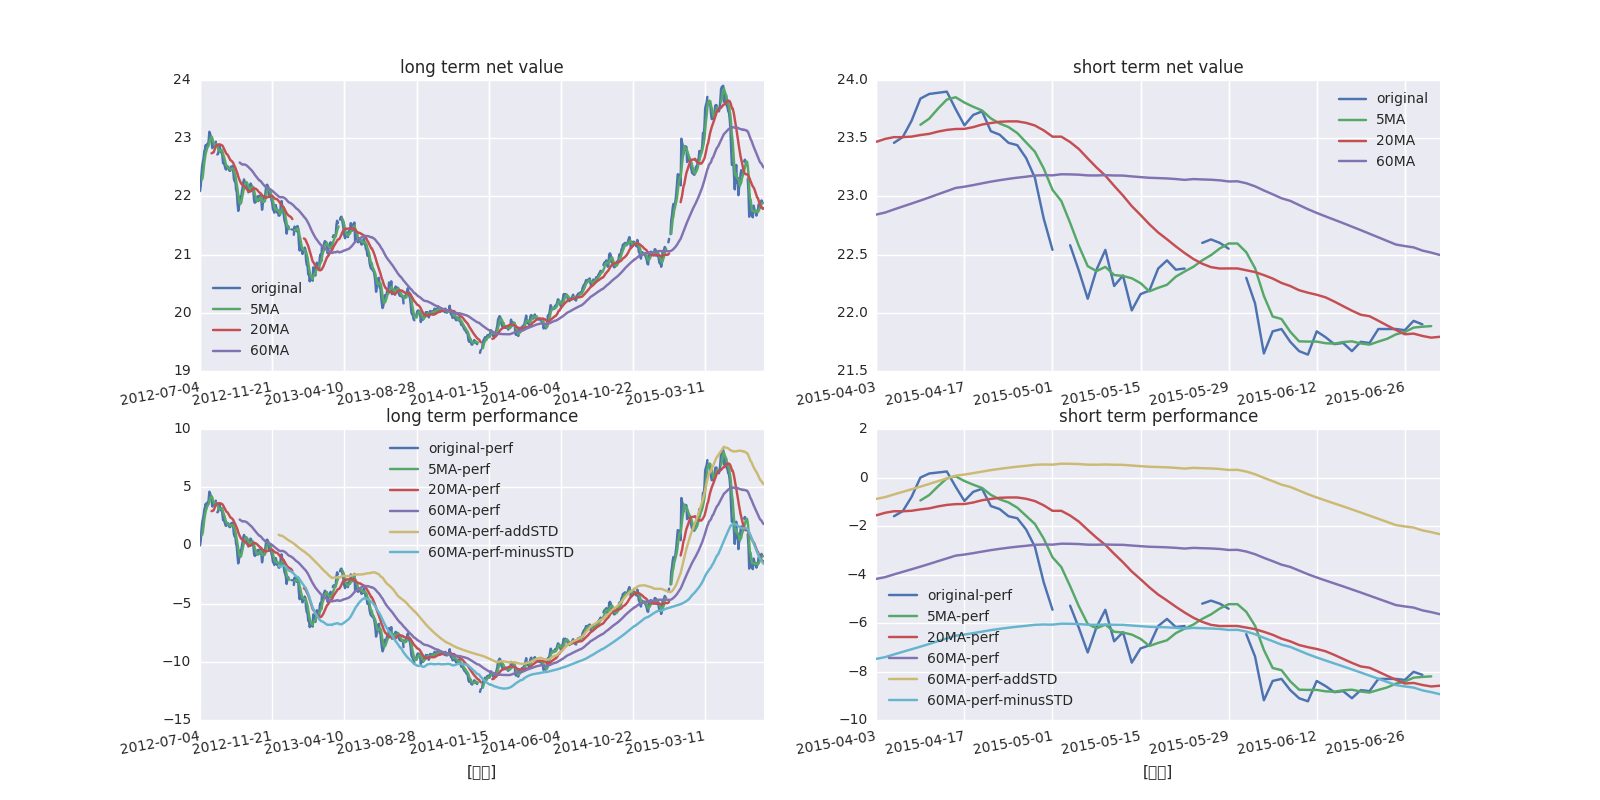 long term net value
24
23
22
21
20
19
original
5MA
20MA
60MA
2012-07-04
2012-11-21
2013-04-10
2013-08-28
2014-01-15
2014-06-04
2014-10-22
2015-03-11
short term net value
24.0
23.5
23.0
22.5
22.0
21.5
original
5MA
20MA
60MA
2015-04-03
2015-04-17
2015-05-01
2015-05-15
2015-05-29
2015-06-12
2015-06-26
long term performance
10
5
0
−5
−10
−15
original-perf
5MA-perf
20MA-perf
60MA-perf
60MA-perf-addSTD
60MA-perf-minusSTD
2012-07-04
2012-11-21
2013-04-10
2013-08-28
2014-01-15
2014-06-04
2014-10-22
2015-03-11
[▯▯]
short term performance
2
0
−2
−4
−6
−8
−10
original-perf
5MA-perf
20MA-perf
60MA-perf
60MA-perf-addSTD
60MA-perf-minusSTD
2015-04-03
2015-04-17
2015-05-01
2015-05-15
2015-05-29
2015-06-12
2015-06-26
[▯▯]